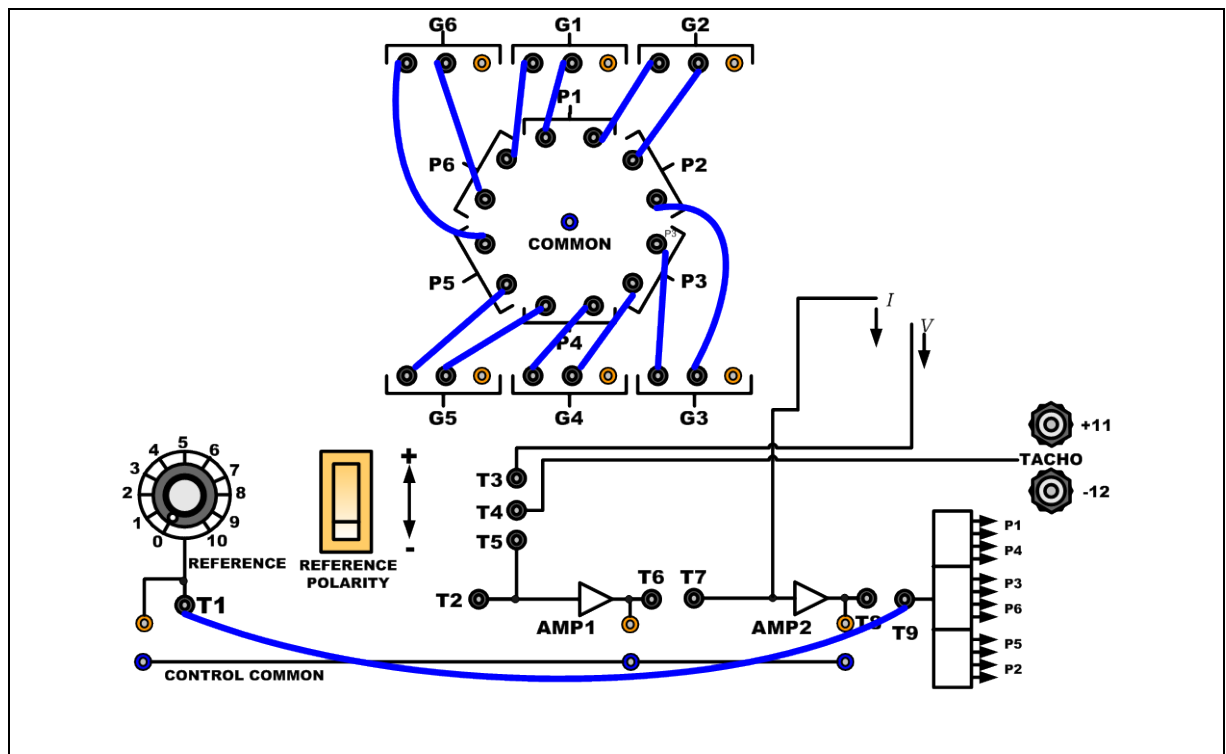 G6 G1 G2
P1
P6 P2
COMMON
P3
P5 P3
P4
G5 G4 G3
I
V
+11
TACHO
-12
0 1 2 3 4 5 6 7 8 9 10
REFERENCE
+
-
REFERENCE
POLARITY
T3
T4
T5
T1
T2
T6
T7
AMP1
AMP2
T8
T9
P1
P4
P3
P6
P5
P2
CONTROL COMMON